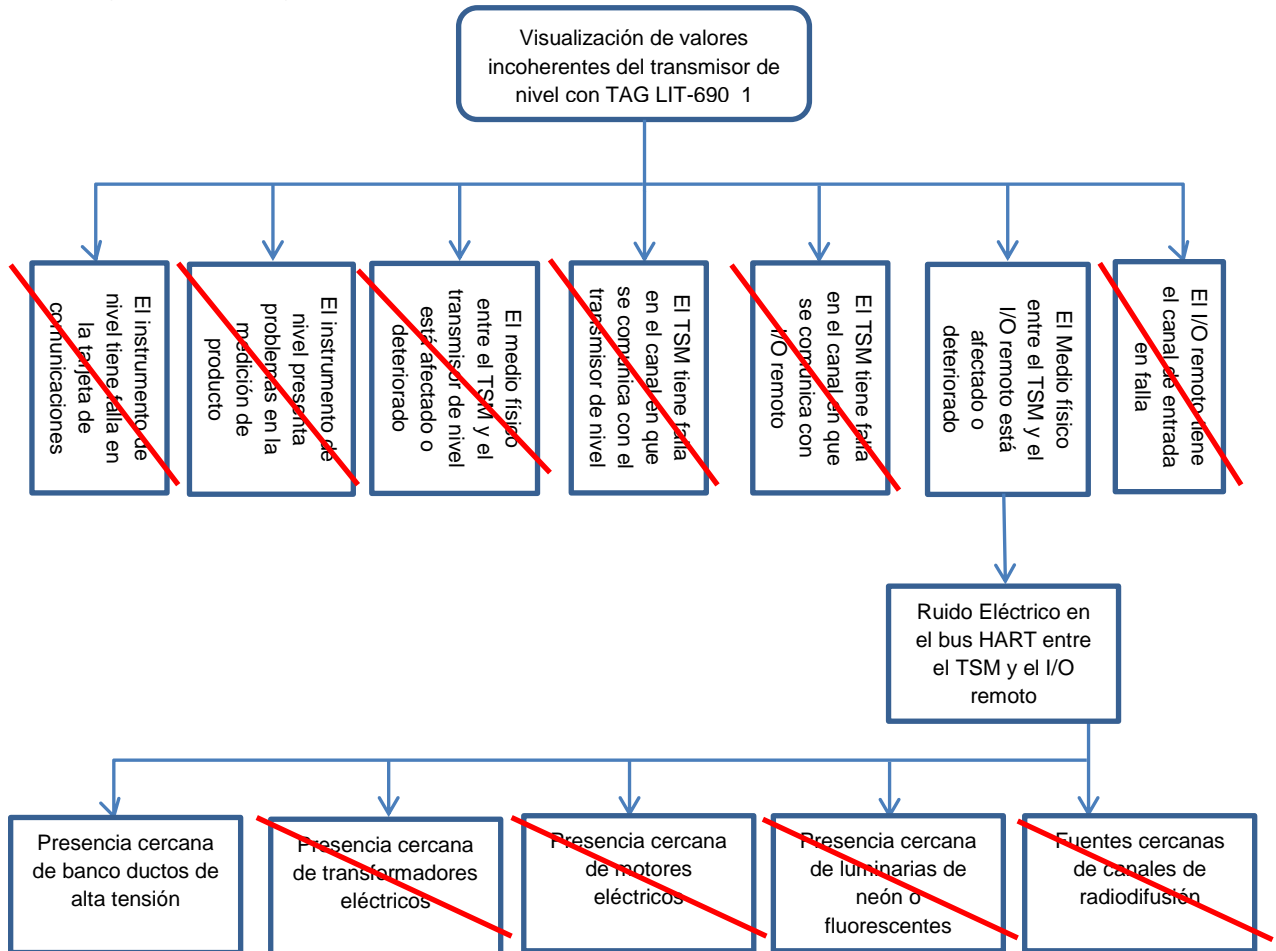 Visualización de valores
incoherentes del transmisor de
nivel con TAG LIT-690_1
El instrumento de
nivel tiene falla en
la tarjeta de
comunicaciones
El instrumento de
nivel presenta
problemas en la
medición de
producto
El medio físico
entre el TSM y el
transmisor de nivel
está afectado o
deteriorado
El TSM tiene falla
en el canal en que
se comunica con el
transmisor de nivel
El TSM tiene falla
en el canal en que
se comunica con
I/O remoto
El Medio físico
entre el TSM y el
I/O remoto está
afectado o
deteriorado
El I/O remoto tiene
el canal de entrada
en falla
Ruido Eléctrico en
el bus HART entre
el TSM y el I/O
remoto
Presencia cercana
de banco ductos de
alta tensión
Presencia cercana
de transformadores
eléctricos
Presencia cercana
de motores
eléctricos
Presencia cercana
de luminarias de
neón o
fluorescentes
Fuentes cercanas
de canales de
radiodifusión